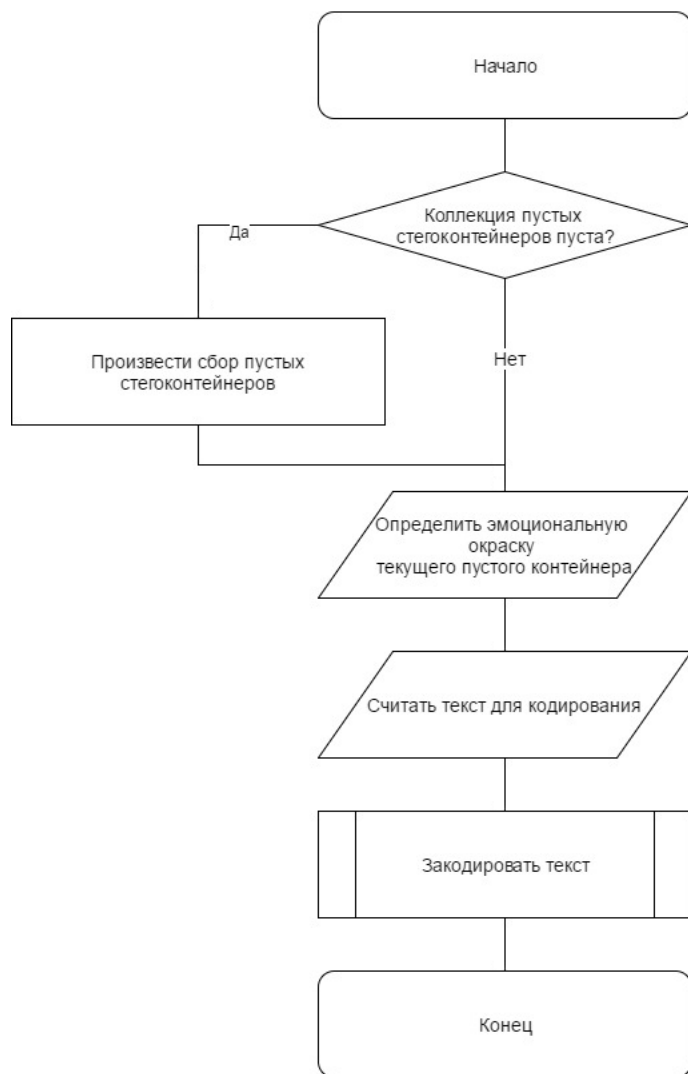 Начало
Коллекция пустых
стегоконтейнеров пуста?
Да
Произвести сбор пустых
стегоконтейнеров
Нет
Определить эмоциональную
окраску
текущего пустого контейнера
Считать текст для кодирования
Закодировать текст
Конец